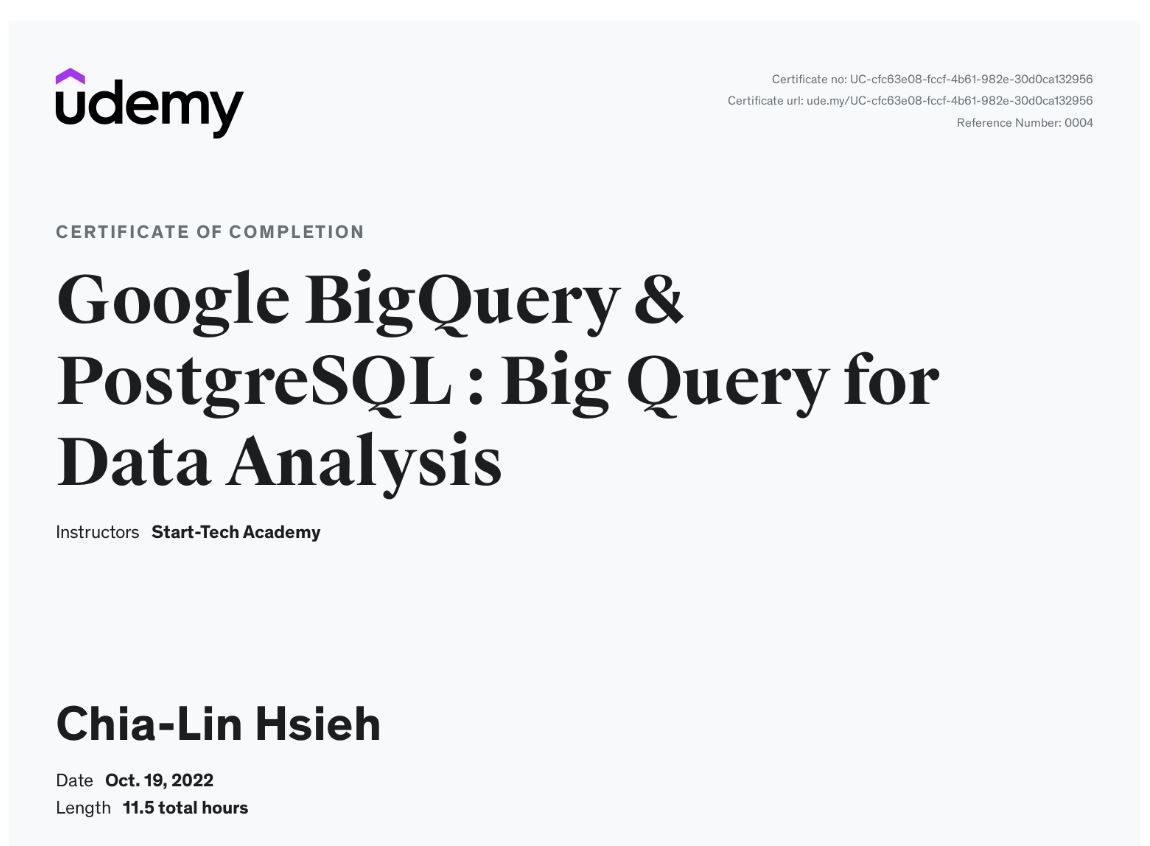 udemy
Certificate no: UC-cfc63e08-fccf-4b61-982e-30d0ca132956
Certificate url: ude.my/UC-cfc63e08-fccf-4b61-982e-30d0ca132956
Reference Number: 0004
CERTIFICATE OF COMPLETION
Google BigQuery &
PostgreSQL : Big Query for
Data Analysis
Instructors Start-Tech Academy
Chia-Lin Hsieh
Date Oct. 19, 2022
Length 11.5 total hours